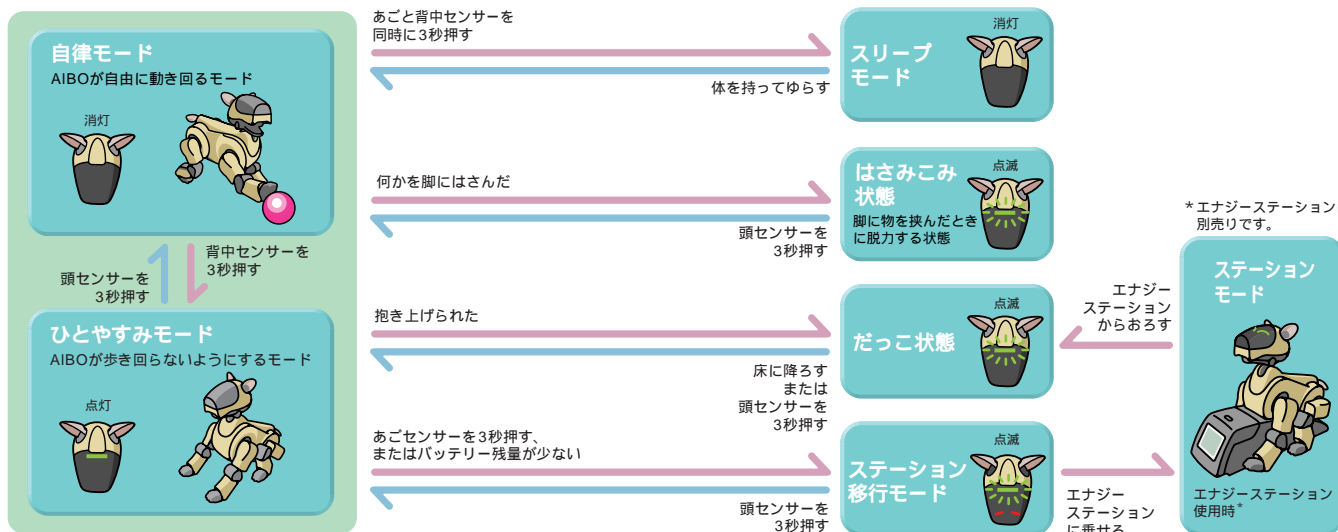 自律モード
AIBOが自由に動き回るモード
消灯
背中センサーを
3秒押す
頭センサーを
3秒押す
ひとやすみモード
AIBOが歩き回らないようにするモード
点灯
あごと背中センサーを
同時に3秒押す
体を持ってゆらす
スリープ
モード
消灯
何かを脚にはさんだ
頭センサーを
3秒押す
はさみこみ
状態
脚に物を挟んだとき
に脱力する状態
点滅
抱き上げられた
床に降ろす
または
頭センサーを
3秒押す
だっこ状態
点滅
あごセンサーを3秒押す、
またはバッテリー残量が少ない
頭センサーを
3秒押す
ステーション
移行モード
点滅
エナジー
ステーション
からおろす
エナジー
ステーション
に乗せる
*エナジーステーション
別売りです。
ステーション
モード
エナジーステーション
使用時*